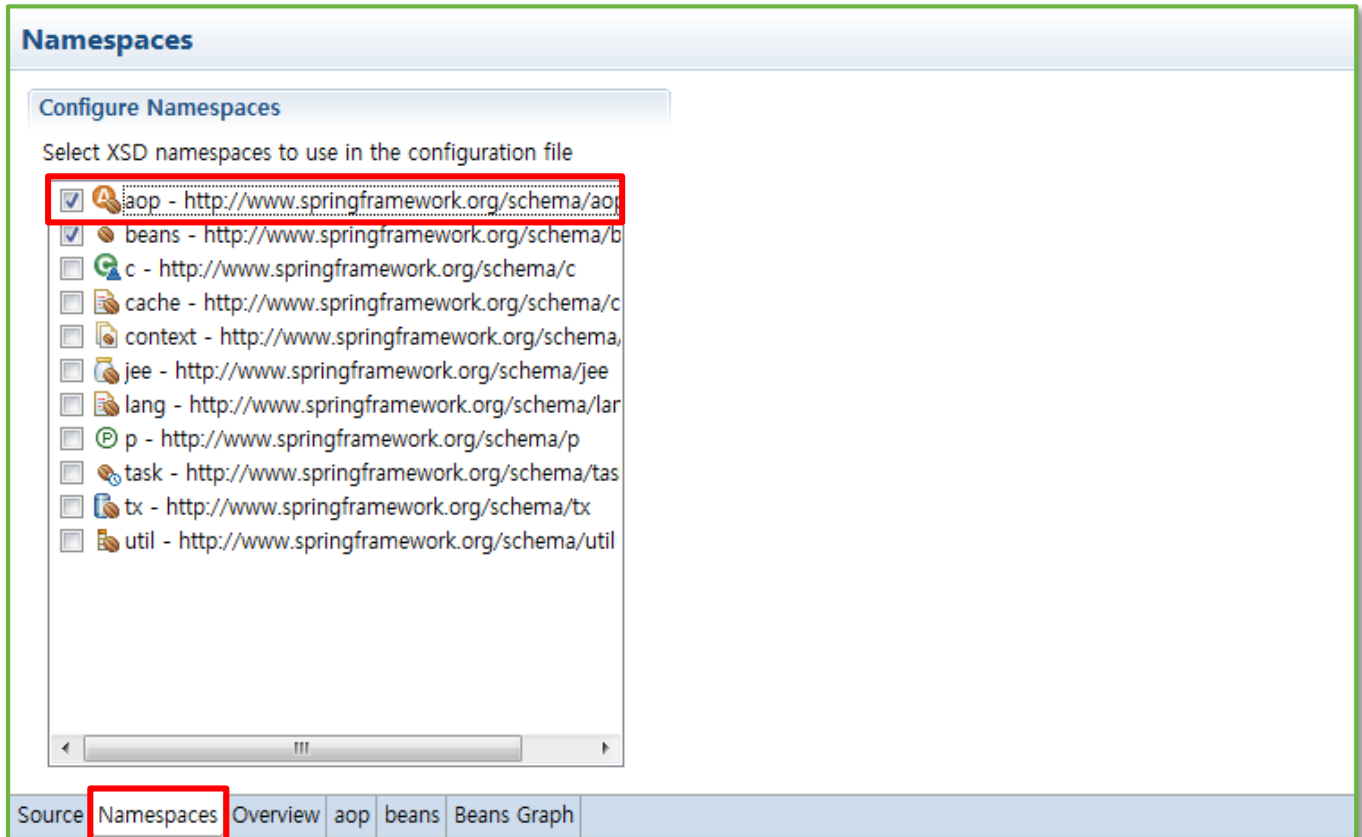 Namespaces
Configure Namespaces
Select XSD namespaces to use in the configuration file
aop - http://www.springframework.org/schema/aop
beans - http://www.springframework.org/schema/b
c - http://www.springframework.org/schema/c
cache - http://www.springframework.org/schema/c
context - http://www.springframework.org/schema/
jee - http://www.springframework.org/schema/jee
lang - http://www.springframework.org/schema/lan
p - http://www.springframework.org/schema/p
task - http://www.springframework.org/schema/tas
tx - http://www.springframework.org/schema/tx
util - http://www.springframework.org/schema/util
Source Namespaces Overview aop beans Beans Graph